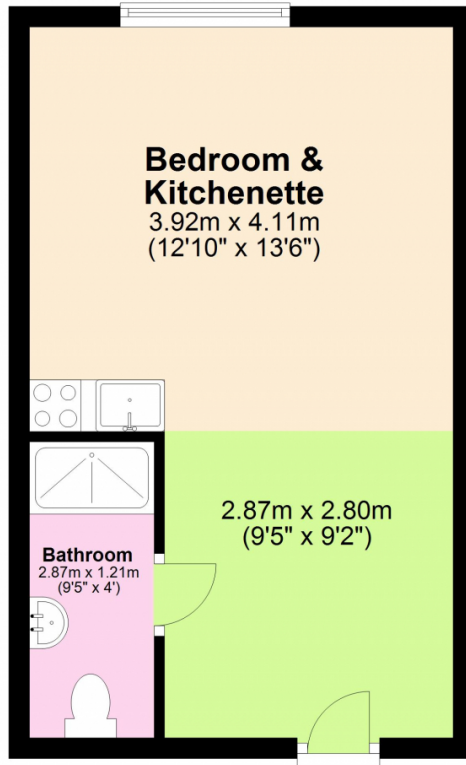 Bedroom &
Kitchenette
3.92m x 4.11m
(12'10" x 13'6")
2.87m x 2.80m
(9'5" x 9'2")
Bathroom
2.87m x 1.21m
(9'5" x 4')